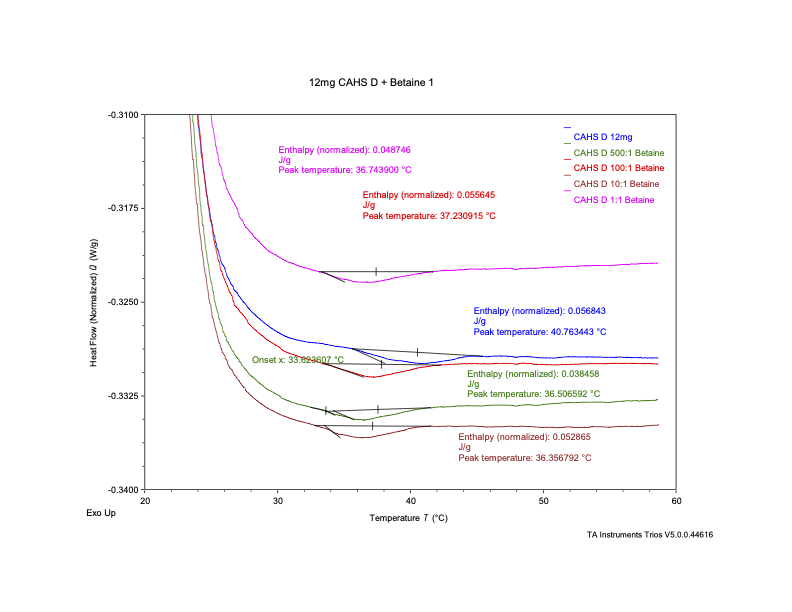 12mg CAHS D + Betaine 1
-0.3100
-0.3175
-0.3250
-0.3325
-0.3400
Heat Flow (Normalized) Q (W/g)
Enthalpy (normalized): 0.048746
J/g
Peak temperature: 36.743900 °C
Enthalpy (normalized): 0.055645
J/g
Peak temperature: 37.230915 °C
CAHS D 12mg
CAHS D 500:1 Betaine
CAHS D 100:1 Betaine
CAHS D 10:1 Betaine
CAHS D 1:1 Betaine
Enthalpy (normalized): 0.056843
J/g
Peak temperature: 40.763443 °C
Onset x: 33.623607 °C
Enthalpy (normalized): 0.038458
J/g
Peak temperature: 36.506592 °C
Enthalpy (normalized): 0.052865
J/g
Peak temperature: 36.356792 °C
20
30
40
50
60
Exo Up
Temperature T (°C)
TA Instruments Trios V5.0.0.44616